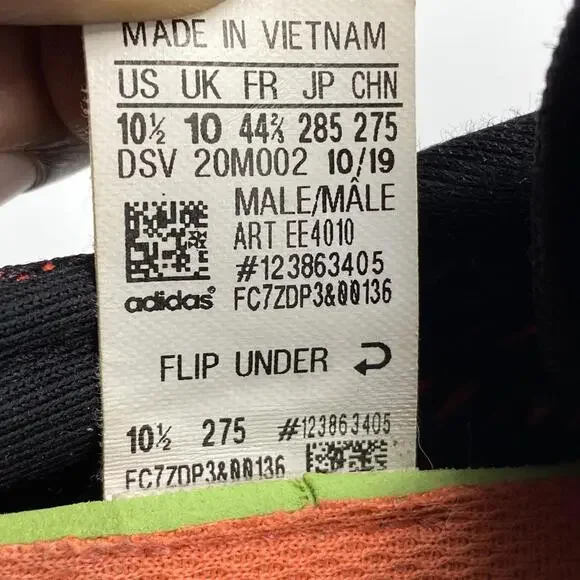 MADE IN VIETNAM
US UK FR JP CHN
10½ 10 44⅔ 285 275
DSV 20M002 10/19
MALE/MÂLE
ART EE4010
#123863405
adidas® FC7ZDP3&00136
FLIP UNDER
10½ 275 #123863405
FC7ZDP3&00136